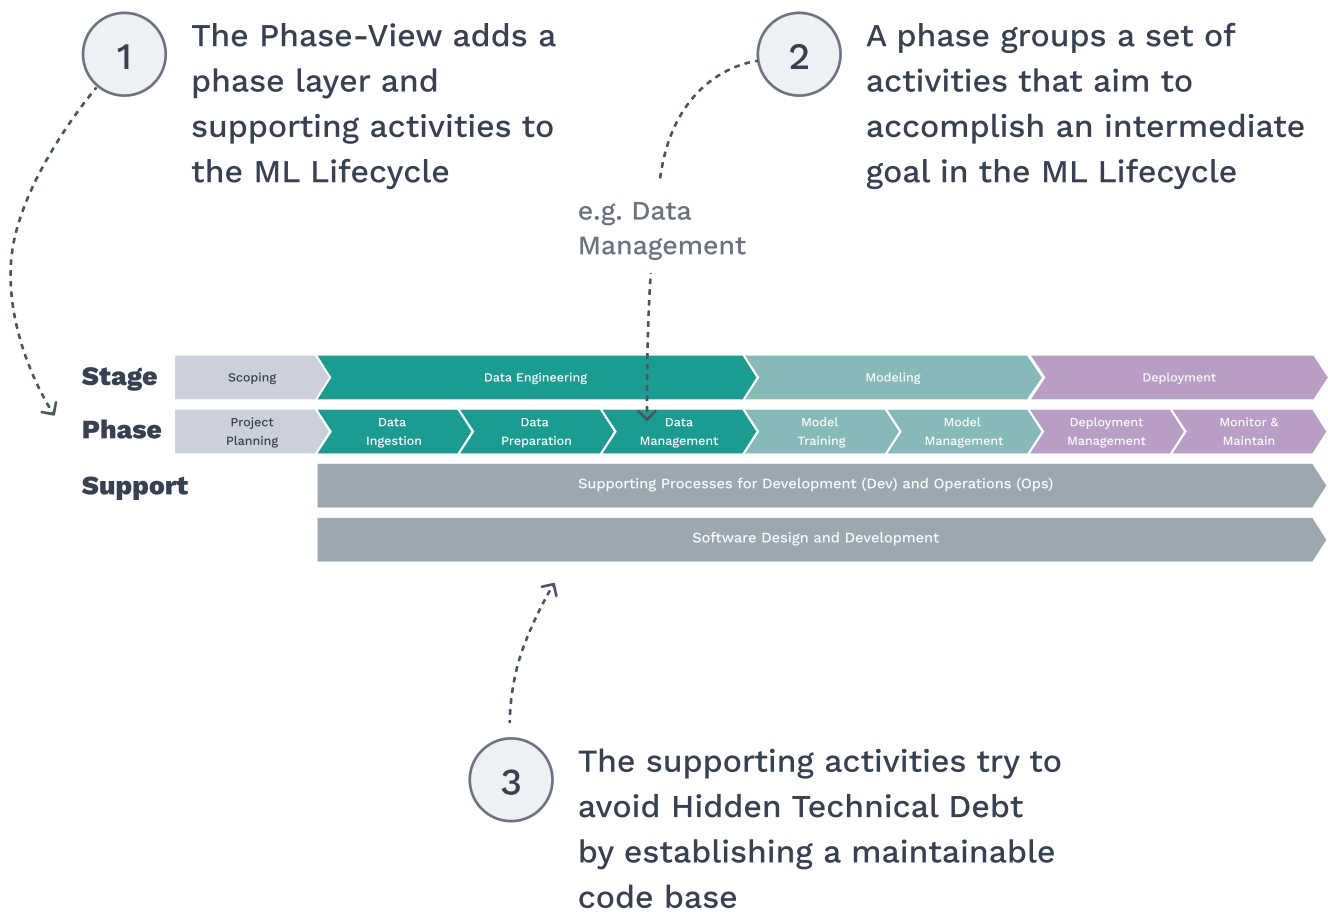 1
The Phase-View adds a
phase layer and
supporting activities to
the ML Lifecycle
2
A phase groups a set of
activities that aim to
accomplish an intermediate
goal in the ML Lifecycle
e.g. Data
Management
Stage
Scoping
Data Engineering
Modeling
Deployment
Phase
Project
Planning
Data
Ingestion
Data
Preparation
Data
Management
Model
Training
Model
Management
Deployment
Management
Monitor &
Maintain
Support
Supporting Processes for Development (Dev) and Operations (Ops)
Software Design and Development
3
The supporting activities try to
avoid Hidden Technical Debt
by establishing a maintainable
code base